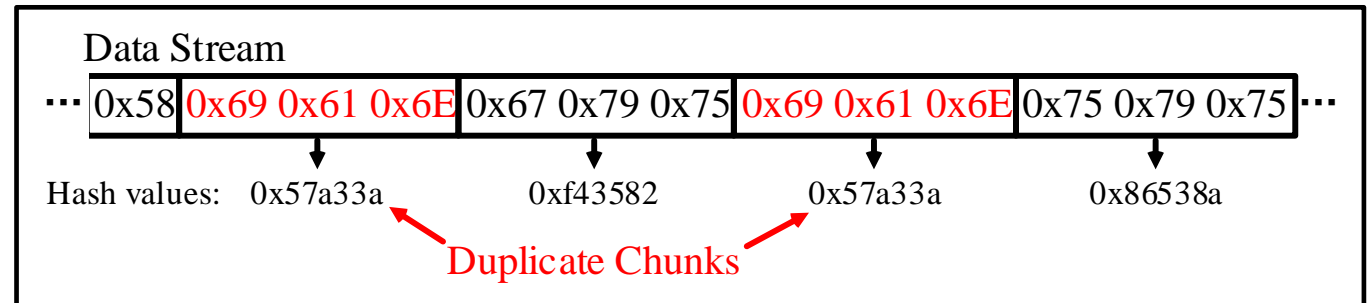 Data Stream
... 0x58 0x69 0x61 0x6E 0x67 0x79 0x75 0x69 0x61 0x6E 0x75 0x79 0x75 ...
Hash values: 0x57a33a 0xf43582 0x57a33a 0x86538a
Duplicate Chunks